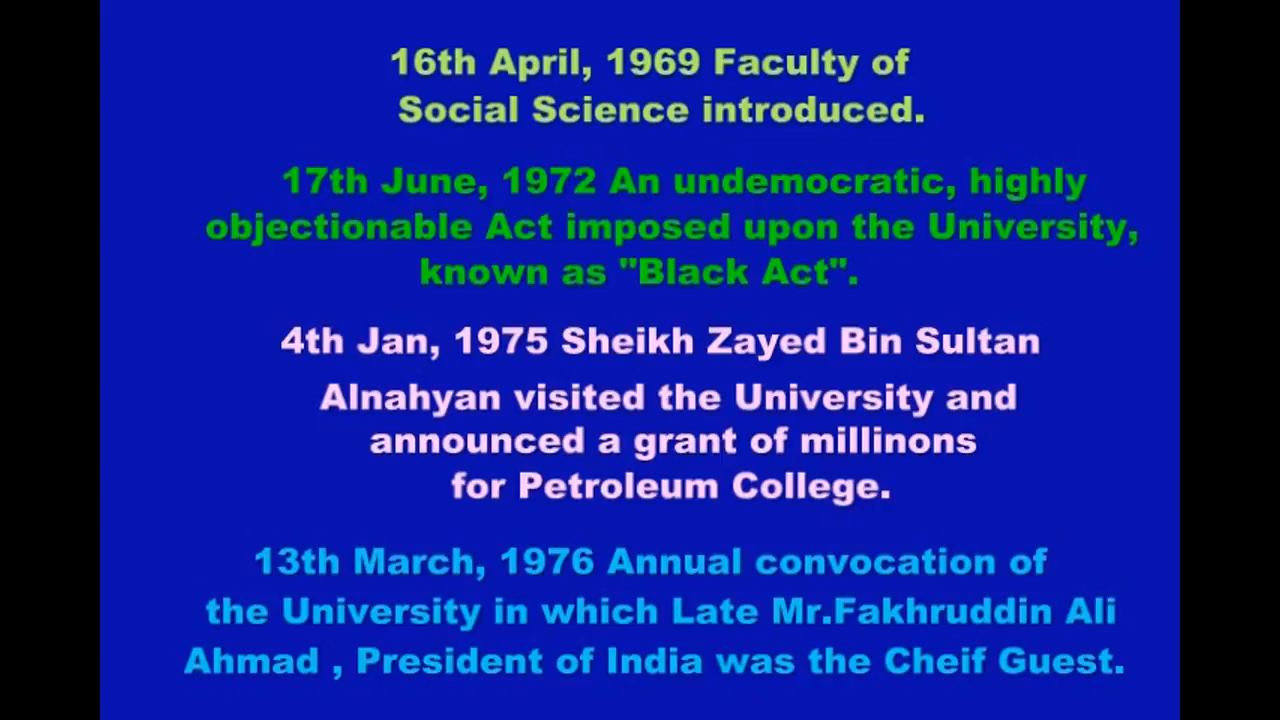 16th April, 1969 Faculty of
Social Science introduced.
17th June, 1972 An undemocratic, highly
objectionable Act imposed upon the University,
known as "Black Act".
4th Jan, 1975 Sheikh Zayed Bin Sultan
Alnahyan visited the University and
announced a grant of millinons
for Petroleum College.
13th March, 1976 Annual convocation of
the University in which Late Mr.Fakhruddin Ali
Ahmad , President of India was the Cheif Guest.